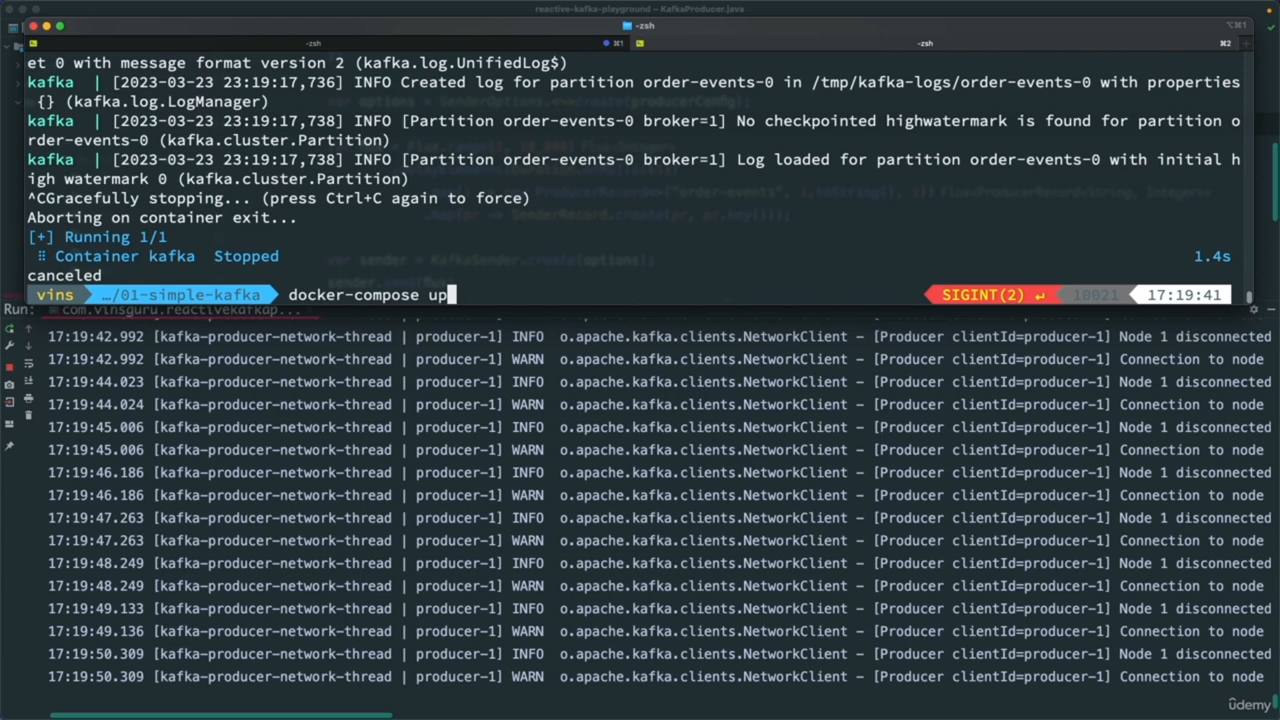 reactive-kafka-playground – KafkaProducer.java
-zsh
⌥⌘1
-zsh
⌘1
-zsh
⌘2
et 0 with message format version 2 (kafka.log.UnifiedLog$)
kafka | [2023-03-23 23:19:17,736] INFO Created log for partition order-events-0 in /tmp/kafka-logs/order-events-0 with properties
{} (kafka.log.LogManager)
kafka | [2023-03-23 23:19:17,738] INFO [Partition order-events-0 broker=1] No checkpointed highwatermark is found for partition o
rder-events-0 (kafka.cluster.Partition)
kafka | [2023-03-23 23:19:17,738] INFO [Partition order-events-0 broker=1] Log loaded for partition order-events-0 with initial h
igh watermark 0 (kafka.cluster.Partition)
^CGracefully stopping... (press Ctrl+C again to force)
Aborting on container exit...
[+] Running 1/1
⠿ Container kafka Stopped 1.4s
canceled
vins …/01-simple-kafka docker-compose up SIGINT(2) ↵ 10021 17:19:41
Run: com.vinsguru.reactivekafkap...
17:19:42.992 [kafka-producer-network-thread | producer-1] INFO o.apache.kafka.clients.NetworkClient - [Producer clientId=producer-1] Node 1 disconnected
17:19:42.992 [kafka-producer-network-thread | producer-1] WARN o.apache.kafka.clients.NetworkClient - [Producer clientId=producer-1] Connection to node
17:19:44.023 [kafka-producer-network-thread | producer-1] INFO o.apache.kafka.clients.NetworkClient - [Producer clientId=producer-1] Node 1 disconnected
17:19:44.024 [kafka-producer-network-thread | producer-1] WARN o.apache.kafka.clients.NetworkClient - [Producer clientId=producer-1] Connection to node
17:19:45.006 [kafka-producer-network-thread | producer-1] INFO o.apache.kafka.clients.NetworkClient - [Producer clientId=producer-1] Node 1 disconnected
17:19:45.006 [kafka-producer-network-thread | producer-1] WARN o.apache.kafka.clients.NetworkClient - [Producer clientId=producer-1] Connection to node
17:19:46.186 [kafka-producer-network-thread | producer-1] INFO o.apache.kafka.clients.NetworkClient - [Producer clientId=producer-1] Node 1 disconnected
17:19:46.186 [kafka-producer-network-thread | producer-1] WARN o.apache.kafka.clients.NetworkClient - [Producer clientId=producer-1] Connection to node
17:19:47.263 [kafka-producer-network-thread | producer-1] INFO o.apache.kafka.clients.NetworkClient - [Producer clientId=producer-1] Node 1 disconnected
17:19:47.263 [kafka-producer-network-thread | producer-1] WARN o.apache.kafka.clients.NetworkClient - [Producer clientId=producer-1] Connection to node
17:19:48.249 [kafka-producer-network-thread | producer-1] INFO o.apache.kafka.clients.NetworkClient - [Producer clientId=producer-1] Node 1 disconnected
17:19:48.249 [kafka-producer-network-thread | producer-1] WARN o.apache.kafka.clients.NetworkClient - [Producer clientId=producer-1] Connection to node
17:19:49.133 [kafka-producer-network-thread | producer-1] INFO o.apache.kafka.clients.NetworkClient - [Producer clientId=producer-1] Node 1 disconnected
17:19:49.136 [kafka-producer-network-thread | producer-1] WARN o.apache.kafka.clients.NetworkClient - [Producer clientId=producer-1] Connection to node
17:19:50.309 [kafka-producer-network-thread | producer-1] INFO o.apache.kafka.clients.NetworkClient - [Producer clientId=producer-1] Node 1 disconnected
17:19:50.309 [kafka-producer-network-thread | producer-1] WARN o.apache.kafka.clients.NetworkClient - [Producer clientId=producer-1] Connection to node
ûdemy